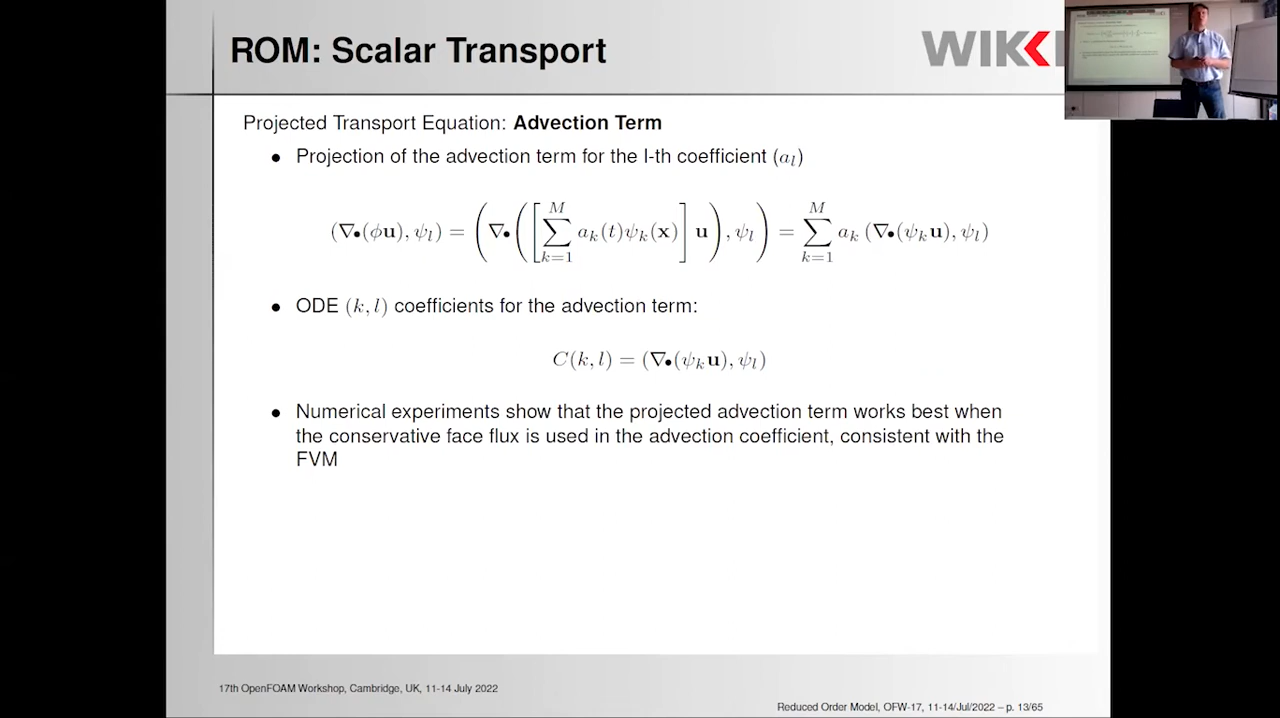 ROM: Scalar Transport
WIKKI
Projected Transport Equation: Advection Term
• Projection of the advection term for the l-th coefficient (a_l)
(∇•(ϕu), ψ_l) = (∇•([∑_{k=1}^{M} a_k(t)ψ_k(x)] u), ψ_l) = ∑_{k=1}^{M} a_k (∇•(ψ_k u), ψ_l)
• ODE (k, l) coefficients for the advection term:
C(k, l) = (∇•(ψ_k u), ψ_l)
• Numerical experiments show that the projected advection term works best when
the conservative face flux is used in the advection coefficient, consistent with the
FVM
17th OpenFOAM Workshop, Cambridge, UK, 11-14 July 2022
Reduced Order Model, OFW-17, 11-14/Jul/2022 – p. 13/65